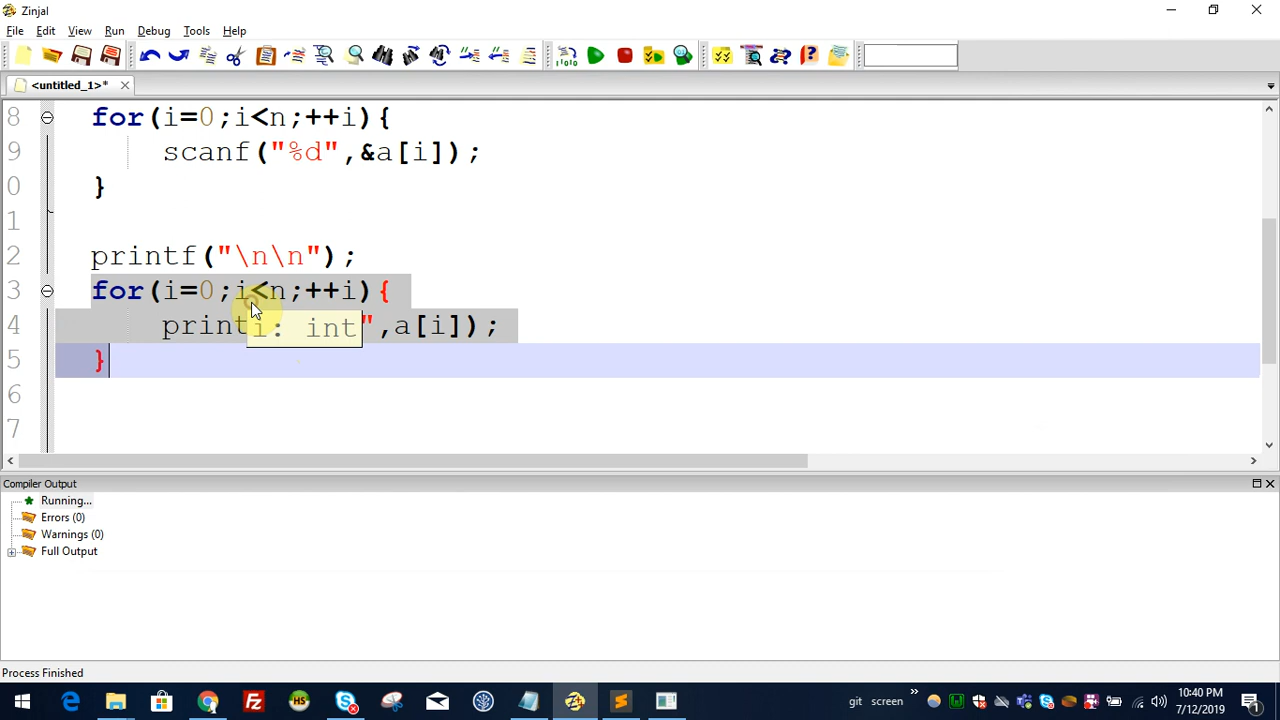 Zinjal
File Edit View Run Debug Tools Help
<untitled_1>*
8 for(i=0;i<n;++i){
9 scanf("%d",&a[i]);
0 }
1
2 printf("\n\n");
3 for(i=0;i<n;++i){
4 print ",a[i]);
i: int
5 }
6
7
Compiler Output
Running...
Errors (0)
Warnings (0)
Full Output
Process Finished
git screen » 10:40 PM
7/12/2019